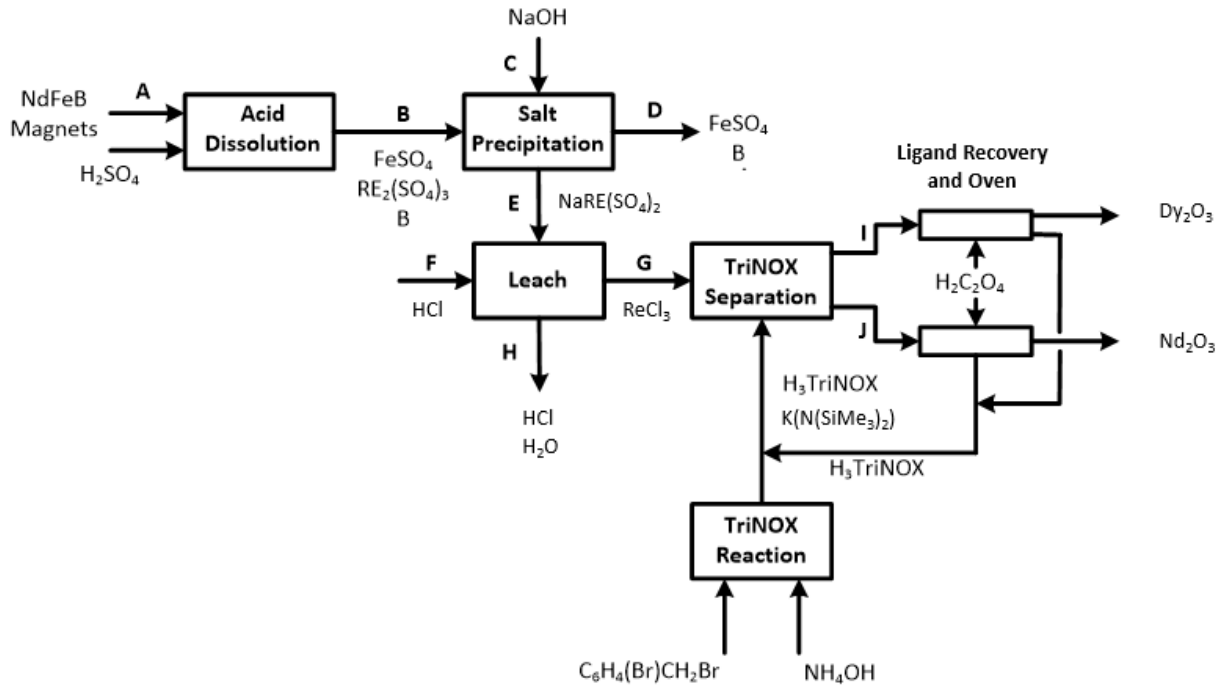 NaOH
C
A
NdFeB
Magnets
H₂SO₄
Acid
Dissolution
B
FeSO₄
RE₂(SO₄)₃
B
Salt
Precipitation
D
FeSO₄
B
E
NaRE(SO₄)₂
Ligand Recovery
and Oven
F
HCl
Leach
G
ReCl₃
TriNOX
Separation
I
J
H₂C₂O₄
Dy₂O₃
Nd₂O₃
H
HCl
H₂O
H₃TriNOX
K(N(SiMe₃)₂)
H₃TriNOX
TriNOX
Reaction
C₆H₄(Br)CH₂Br
NH₄OH